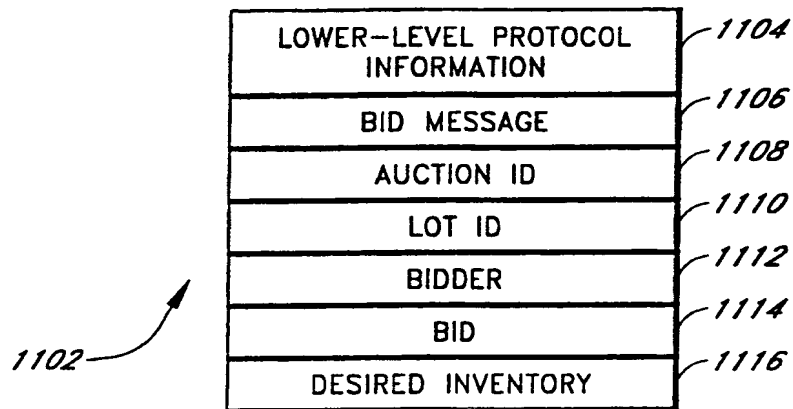 LOWER-LEVEL PROTOCOL
INFORMATION
1104
BID MESSAGE
1106
AUCTION ID
1108
LOT ID
1110
BIDDER
1112
BID
1114
DESIRED INVENTORY
1116
1102